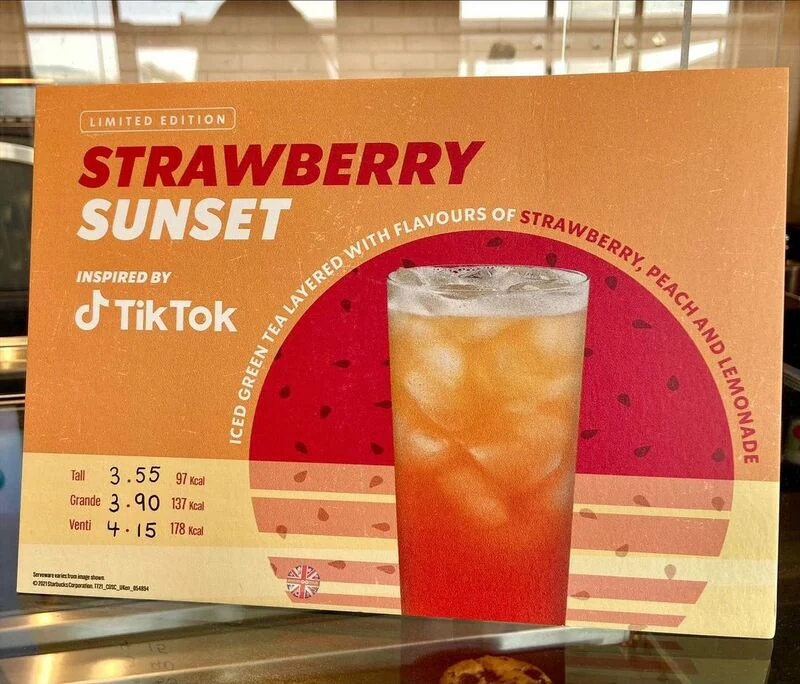 LIMITED EDITION
STRAWBERRY
SUNSET
INSPIRED BY
TikTok
ICED GREEN TEA LAYERED WITH FLAVOURS OF STRAWBERRY, PEACH AND LEMONADE
Tall 3.55 97 Kcal
Grande 3.90 137 Kcal
Venti 4.15 178 Kcal
Serveware varies from image shown.
© 2021 Starbucks Corporation.